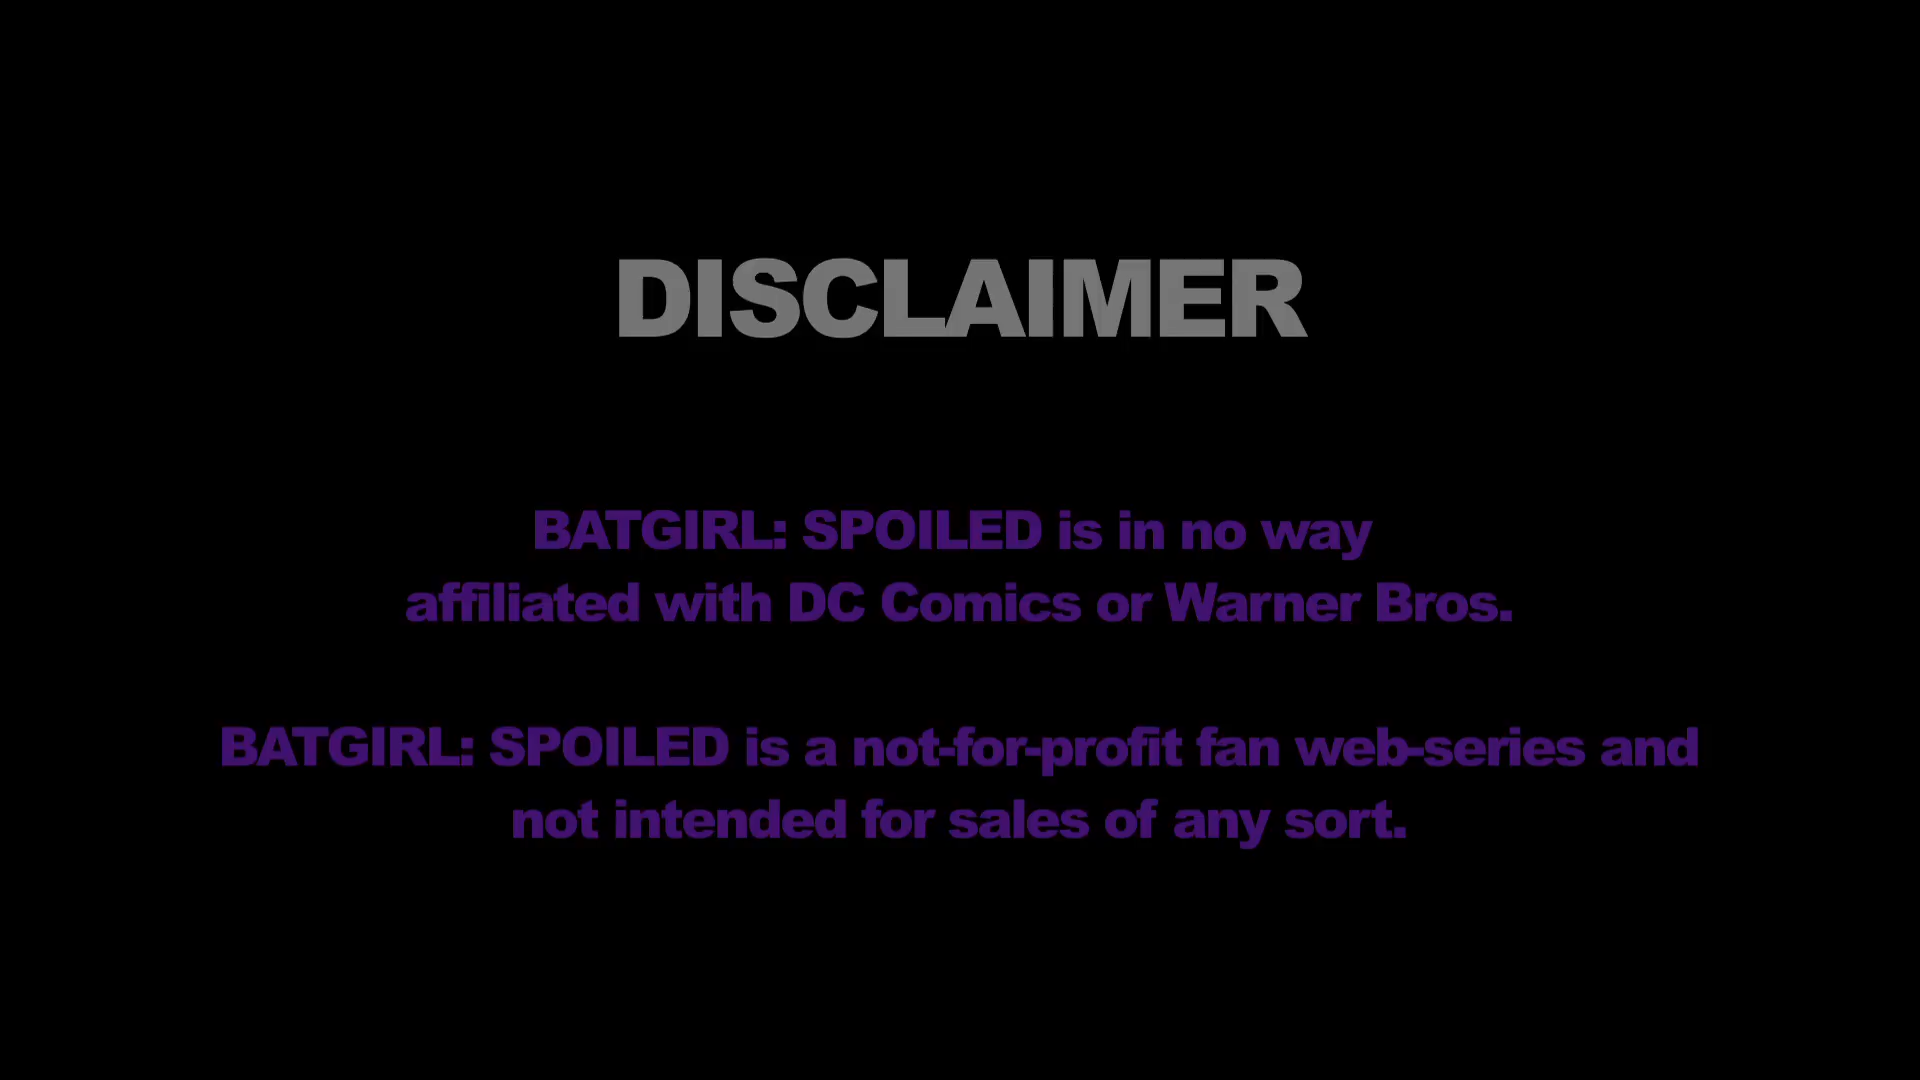 DISCLAIMER
BATGIRL: SPOILED is in no way
affiliated with DC Comics or Warner Bros.
BATGIRL: SPOILED is a not-for-profit fan web-series and
not intended for sales of any sort.